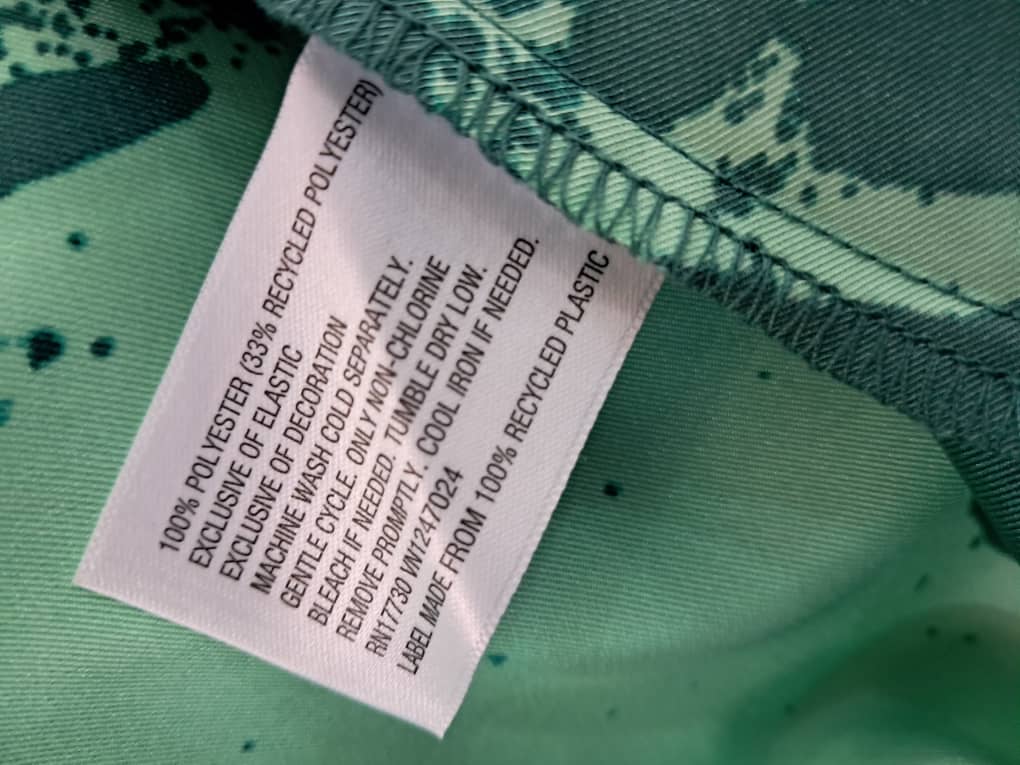 100% POLYESTER (33% RECYCLED POLYESTER)
EXCLUSIVE OF ELASTIC
EXCLUSIVE OF DECORATION
MACHINE WASH COLD SEPARATELY.
GENTLE CYCLE. ONLY NON-CHLORINE
BLEACH IF NEEDED. TUMBLE DRY LOW.
REMOVE PROMPTLY. COOL IRON IF NEEDED.
RN17730 VN1247024
LABEL MADE FROM 100% RECYCLED PLASTIC